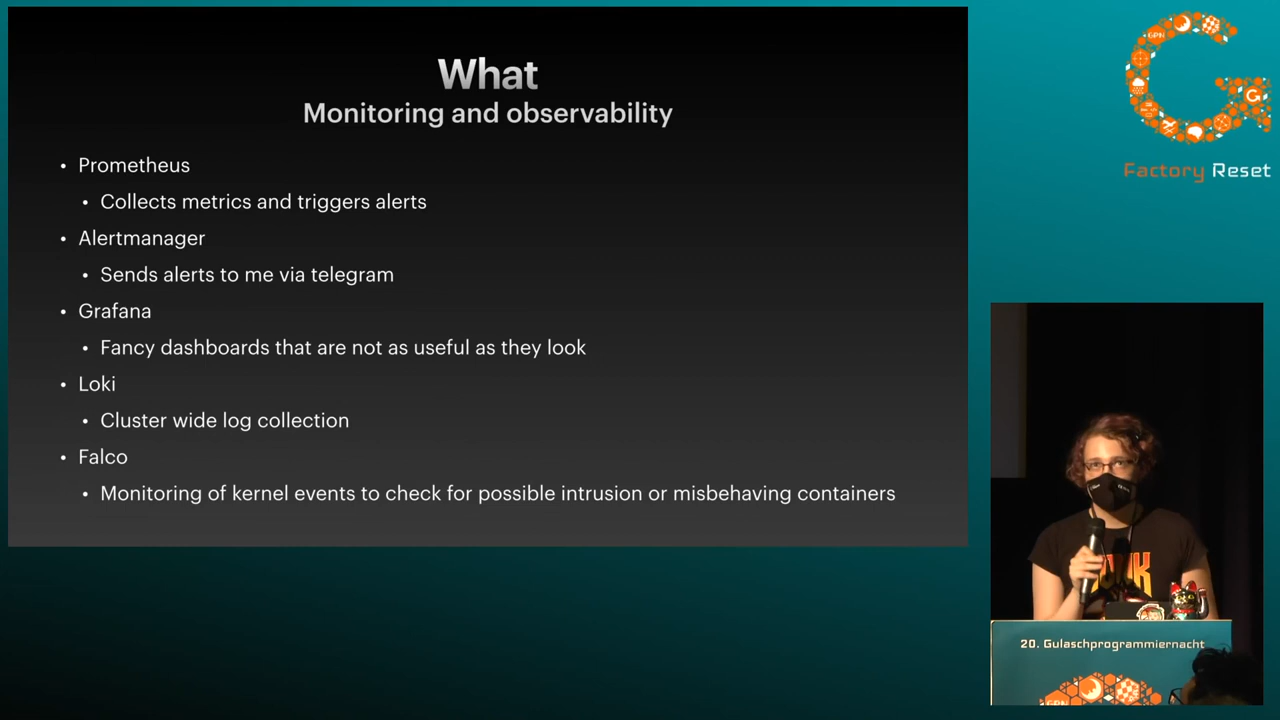 What
Monitoring and observability
• Prometheus
• Collects metrics and triggers alerts
• Alertmanager
• Sends alerts to me via telegram
• Grafana
• Fancy dashboards that are not as useful as they look
• Loki
• Cluster wide log collection
• Falco
• Monitoring of kernel events to check for possible intrusion or misbehaving containers
GPN
G
Factory Reset
20. Gulaschprogrammiernacht
GPN